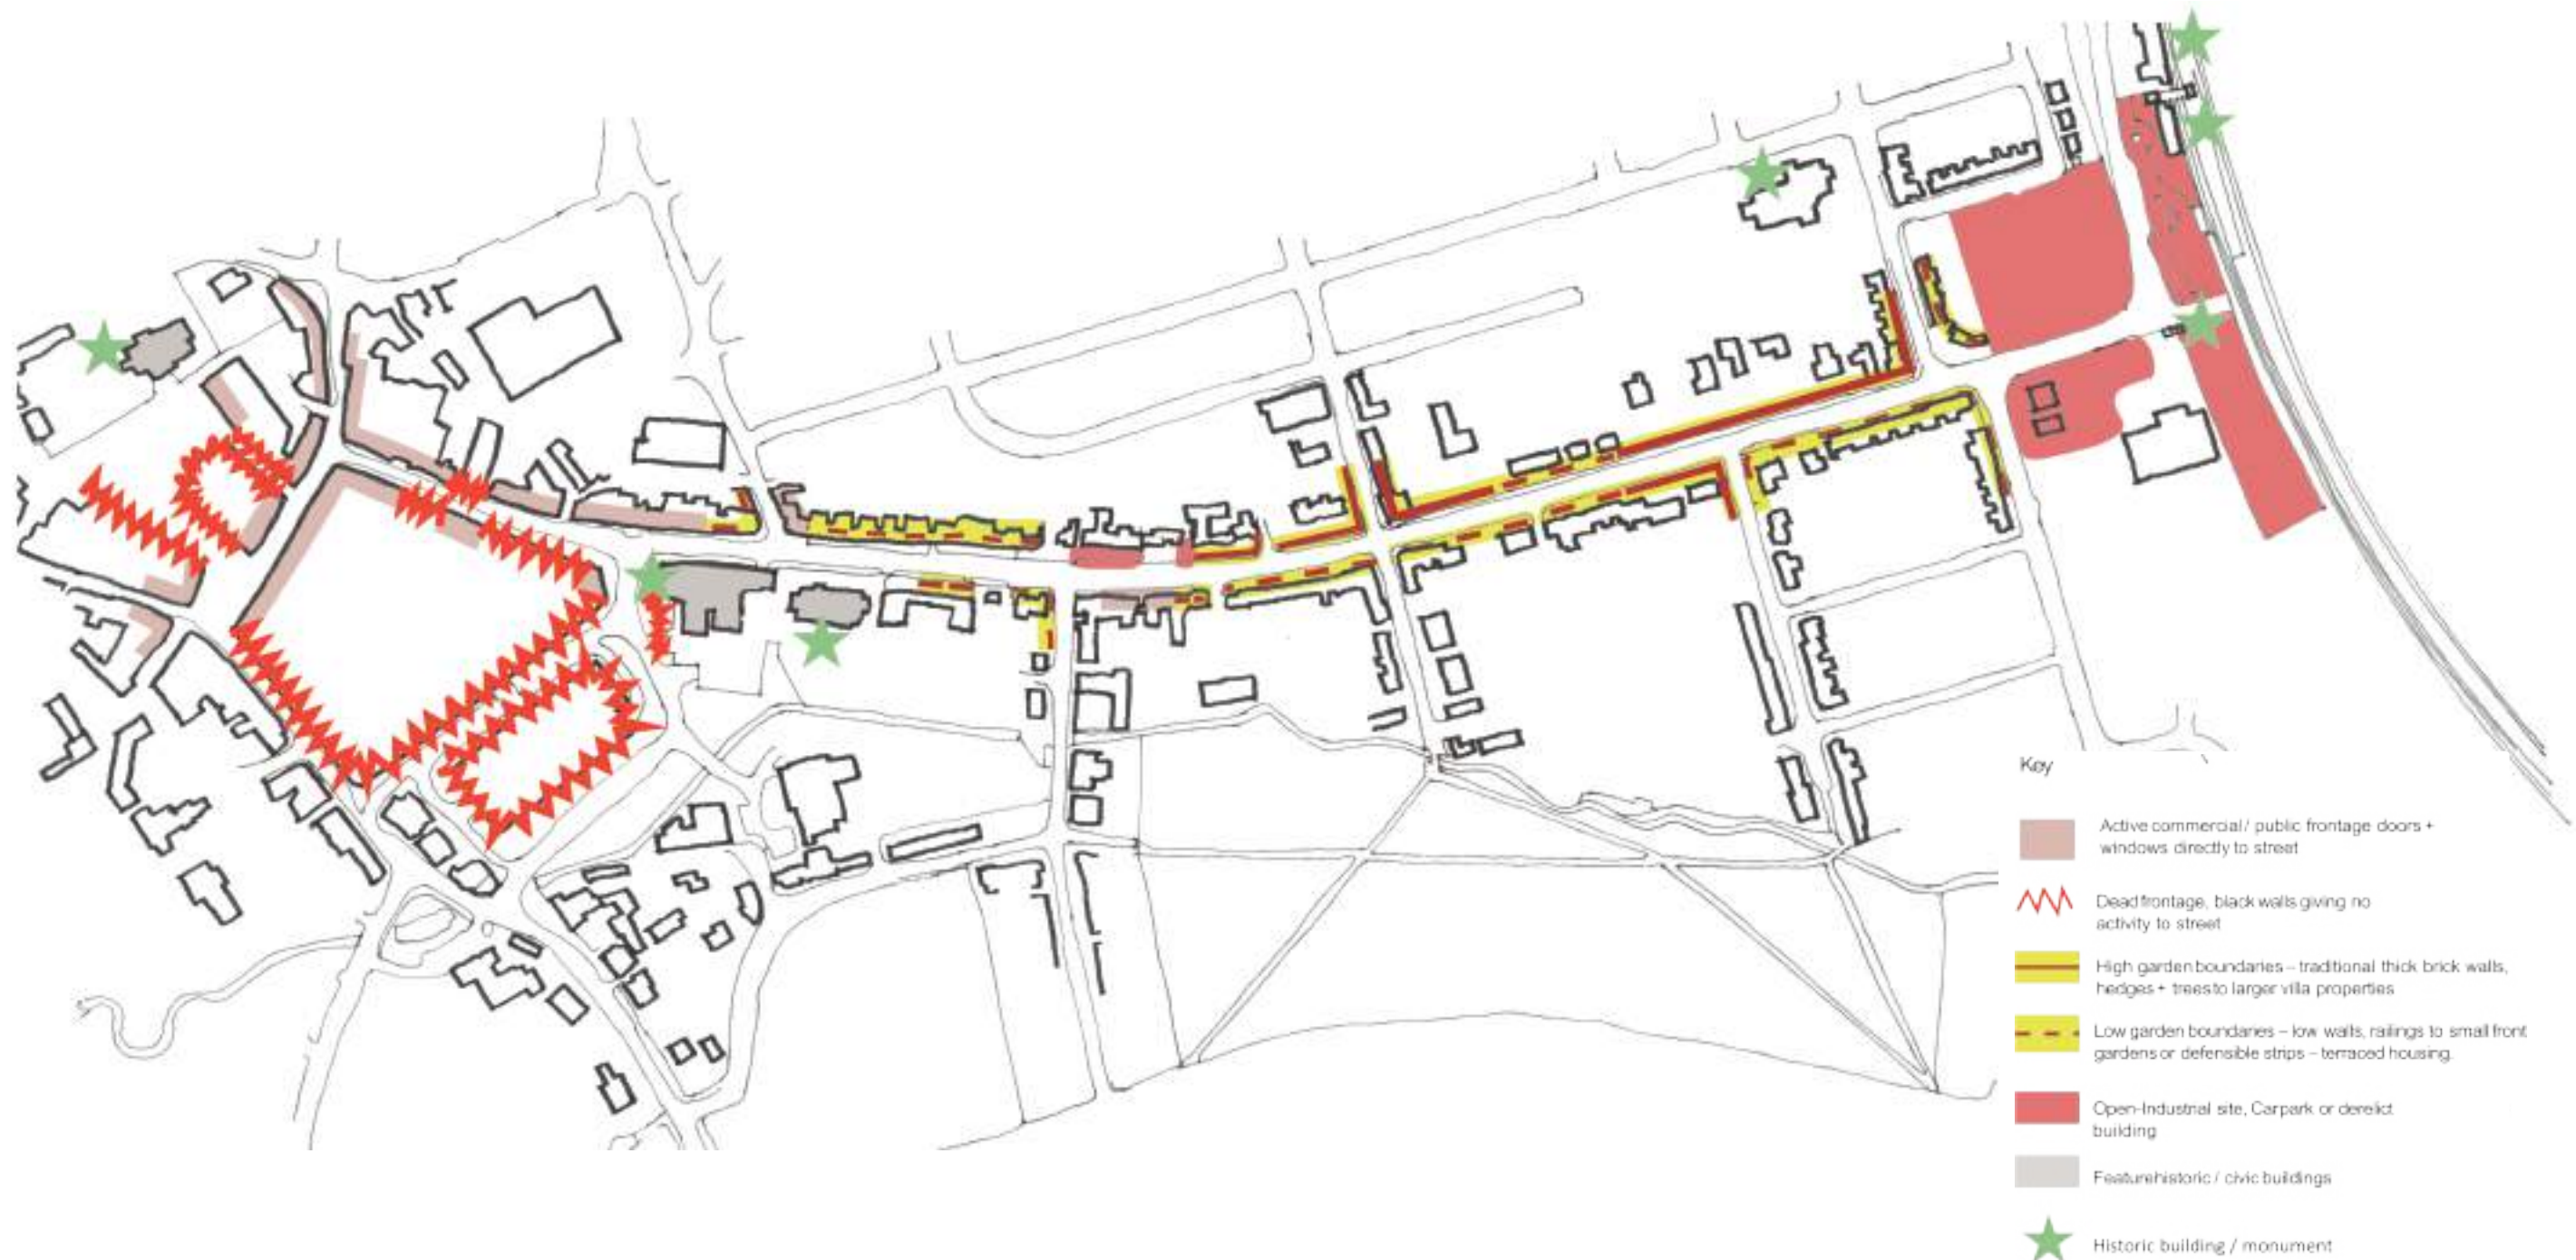 Key
Active commercial / public frontage doors +
windows directly to street
Dead frontage, black walls giving no
activity to street
High garden boundaries – traditional thick brick walls,
hedges + trees to larger villa properties
Low garden boundaries – low walls, railings to small front
gardens or defensible strips – terraced housing.
Open-Industrial site, Carpark or derelict
building
Feature historic / civic buildings
Historic building / monument